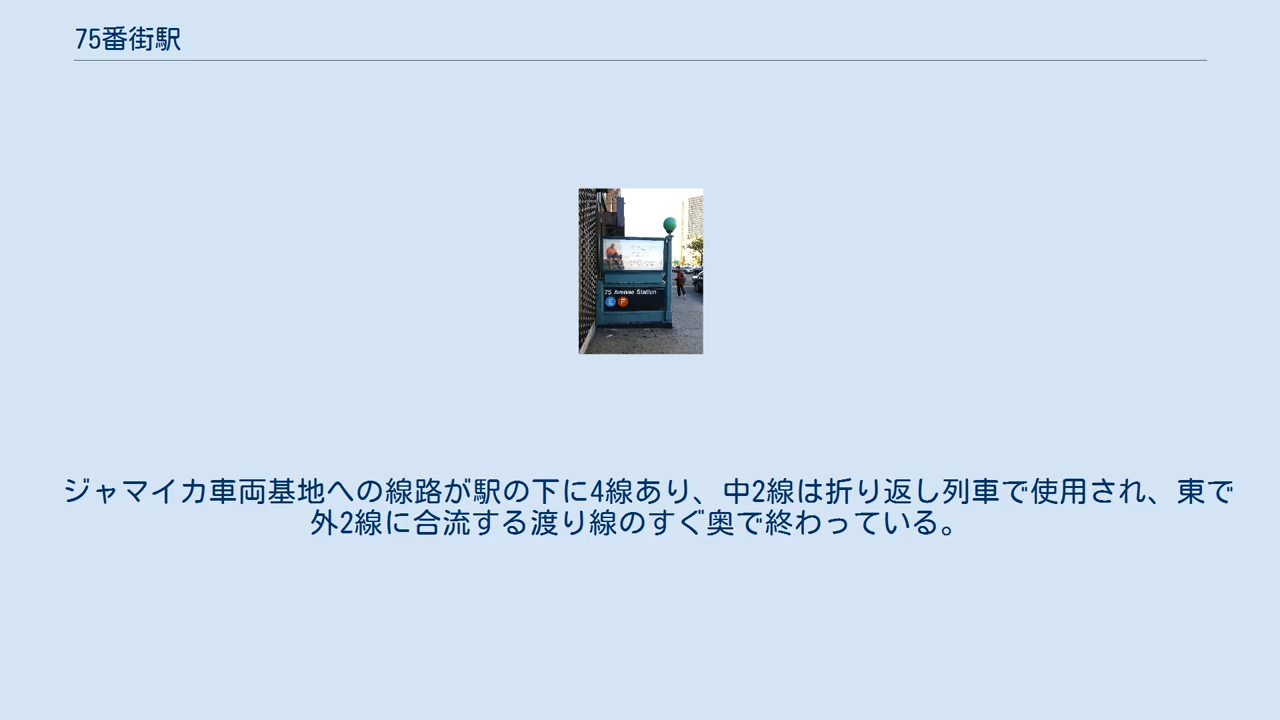 75番街駅
75 Avenue Station
E F
ジャマイカ車両基地への線路が駅の下に4線あり、中2線は折り返し列車で使用され、東で
外2線に合流する渡り線のすぐ奥で終わっている。